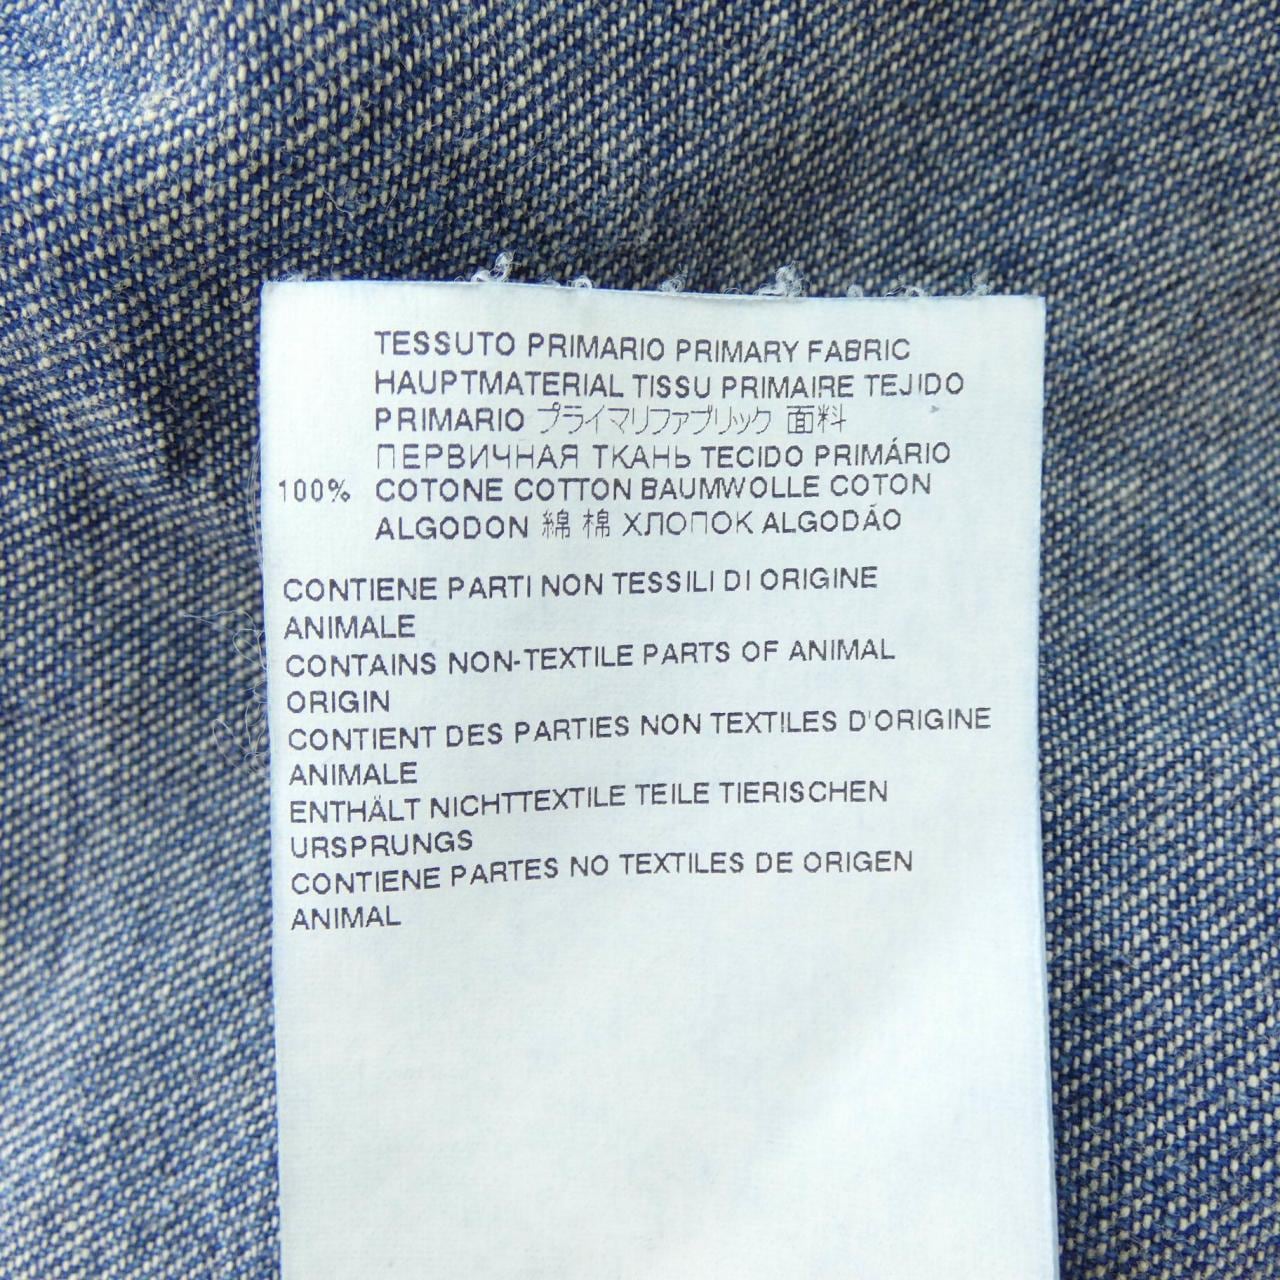 TESSUTO PRIMARIO PRIMARY FABRIC
HAUPTMATERIAL TISSU PRIMAIRE TEJIDO
PRIMARIO プライマリファブリック 面料
ПЕРВИЧНАЯ ТКАНЬ TECIDO PRIMÁRIO
100% COTONE COTTON BAUMWOLLE COTON
ALGODON 綿 棉 ХЛОПОК ALGODÃO
CONTIENE PARTI NON TESSILI DI ORIGINE
ANIMALE
CONTAINS NON-TEXTILE PARTS OF ANIMAL
ORIGIN
CONTIENT DES PARTIES NON TEXTILES D'ORIGINE
ANIMALE
ENTHÄLT NICHTTEXTILE TEILE TIERISCHEN
URSPRUNGS
CONTIENE PARTES NO TEXTILES DE ORIGEN
ANIMAL